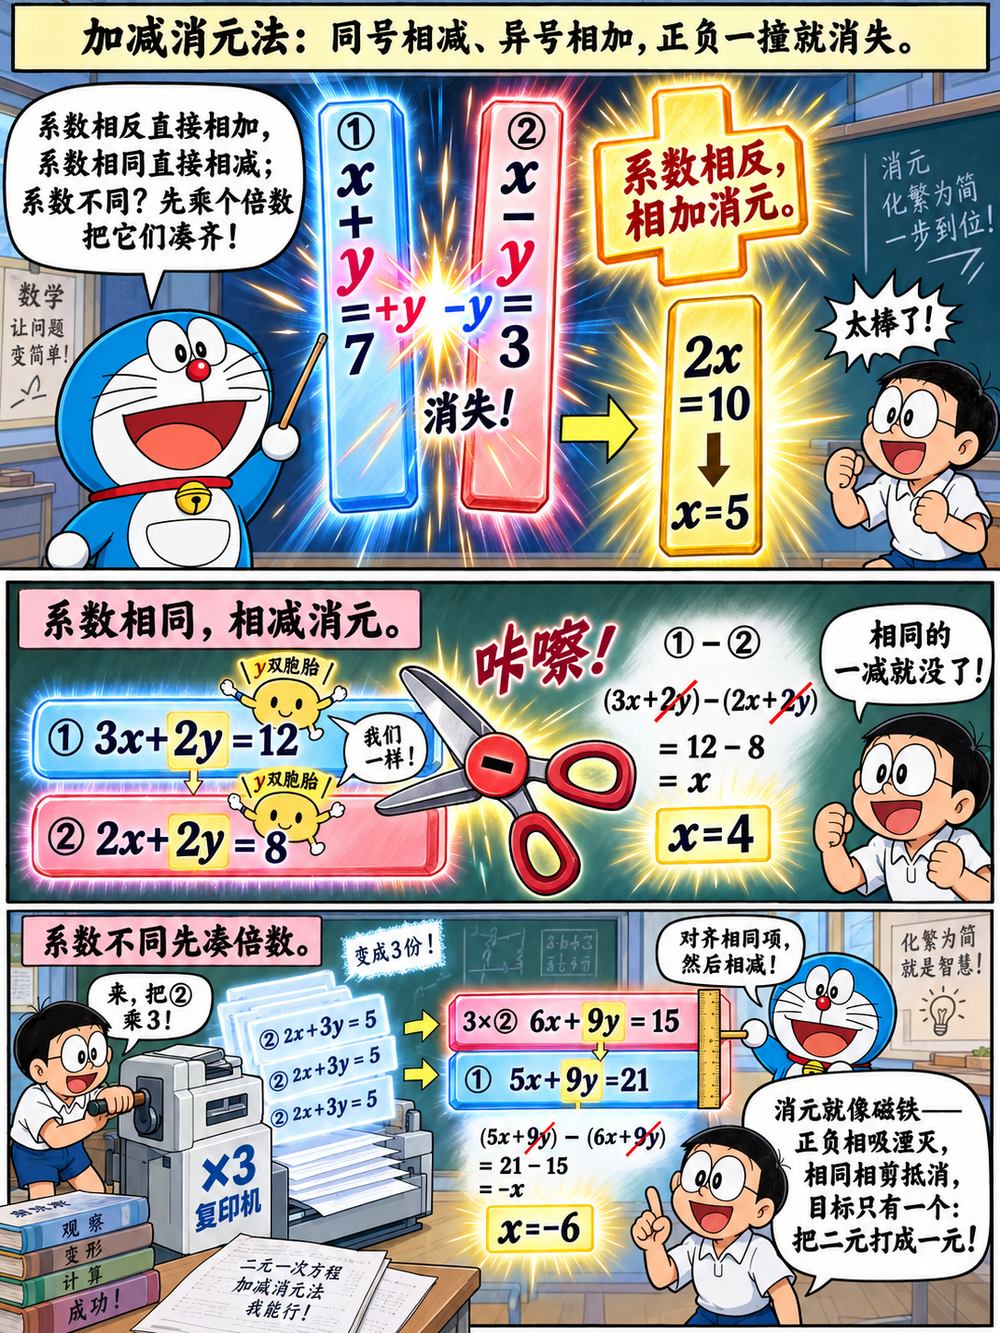 加减消元法：同号相减、异号相加，正负一撞就消失。
系数相反直接相加，
系数相同直接相减；
系数不同？先乘个倍数
把它们凑齐！
①
x
+
y
=
7
+y
-y
②
x
−
y
=
3
消失！
系数相反，
相加消元。
2x
=10
x=5
消元
化繁为简
一步到位！
数学
让问题
变简单！
太棒了！
系数相同，相减消元。
y双胞胎
① 3x+2y=12
我们
一样！
y双胞胎
② 2x+2y=8
咔嚓！
-
①−②
(3x+2y)−(2x+2y)
=12−8
=x
x=4
相同的
一减就没了！
系数不同先凑倍数。
来，把②
乘3！
变成3份！
② 2x+3y=5
② 2x+3y=5
② 2x+3y=5
×3
复印机
3×② 6x+9y=15
① 5x+9y=21
(5x+9y)−(6x+9y)
=21−15
=-x
x=-6
对齐相同项，
然后相减！
化繁为简
就是智慧！
消元就像磁铁——
正负相吸湮灭，
相同相剪抵消，
目标只有一个：
把二元打成一元！
观察
变形
计算
成功！
二元一次方程
加减消元法
我能行！